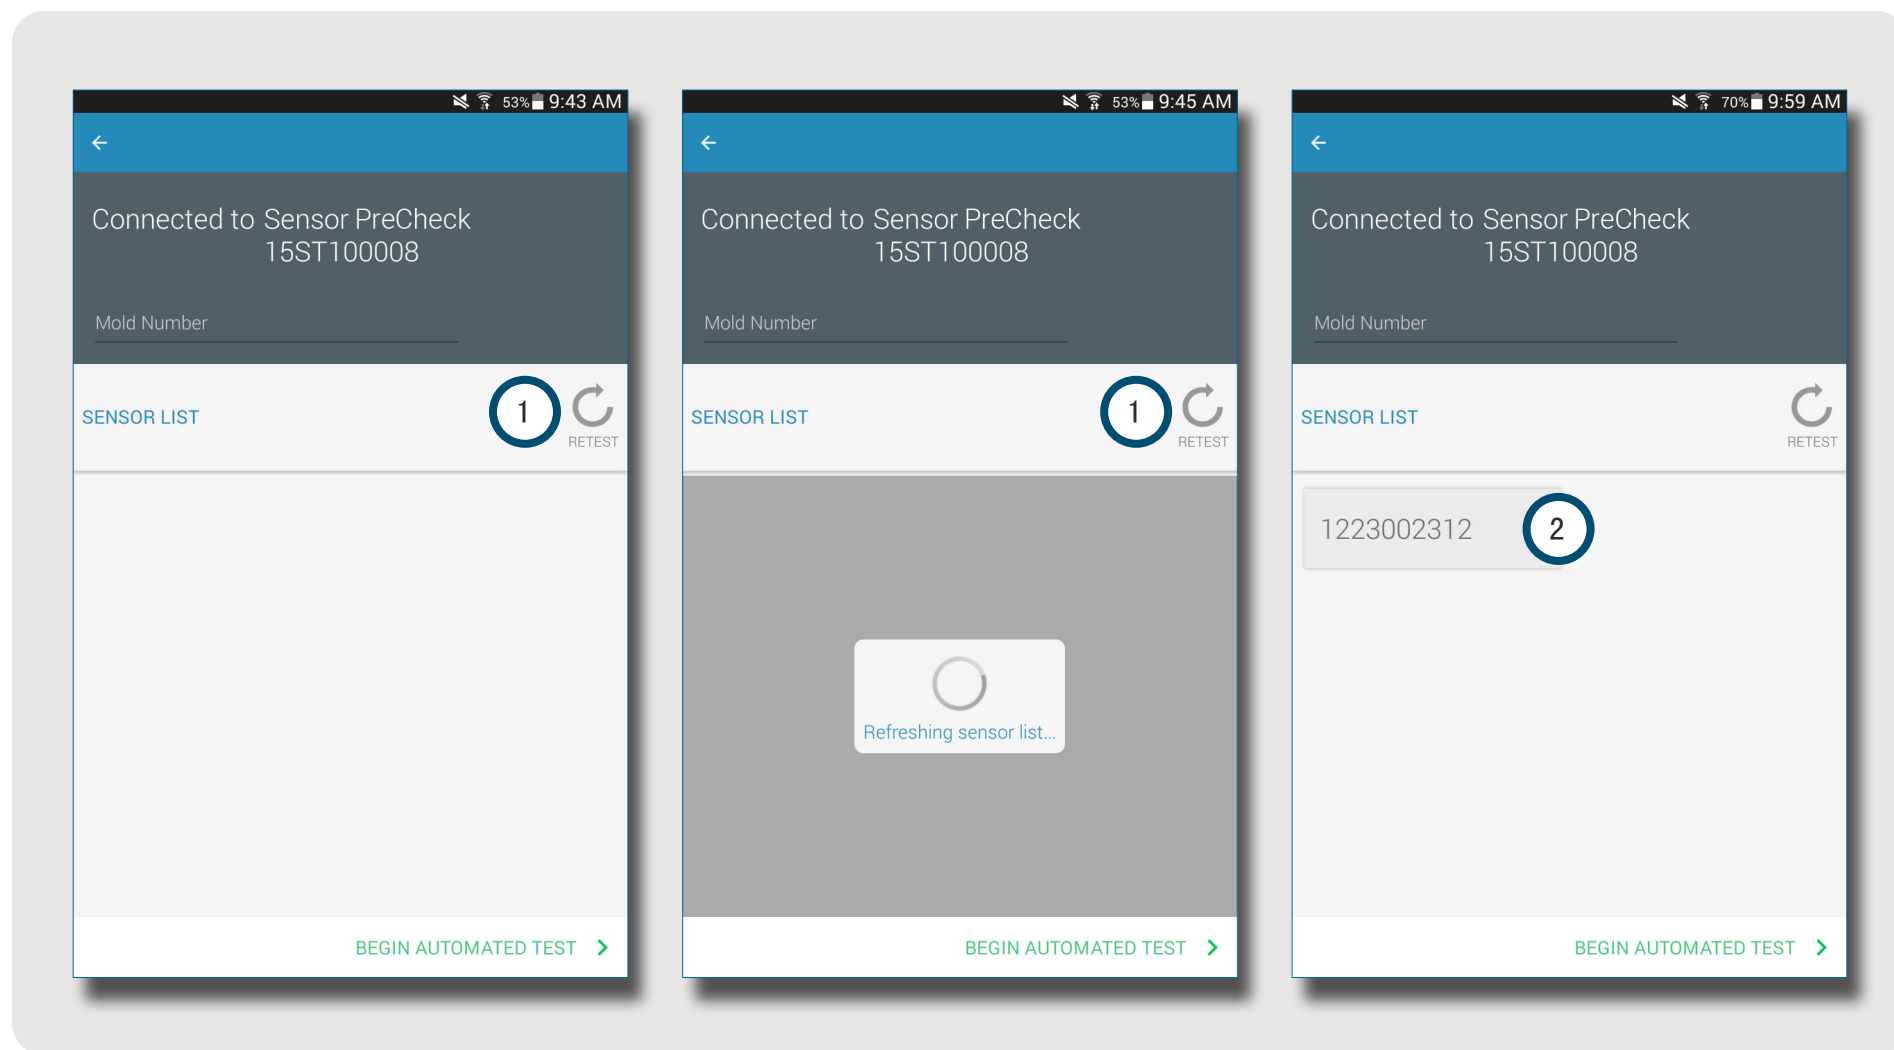 53% 9:43 AM
Connected to Sensor PreCheck
15ST100008
Mold Number
SENSOR LIST
1
RETEST
BEGIN AUTOMATED TEST
53% 9:45 AM
Connected to Sensor PreCheck
15ST100008
Mold Number
SENSOR LIST
1
RETEST
Refreshing sensor list...
BEGIN AUTOMATED TEST
70% 9:59 AM
Connected to Sensor PreCheck
15ST100008
Mold Number
SENSOR LIST
RETEST
1223002312
2
BEGIN AUTOMATED TEST